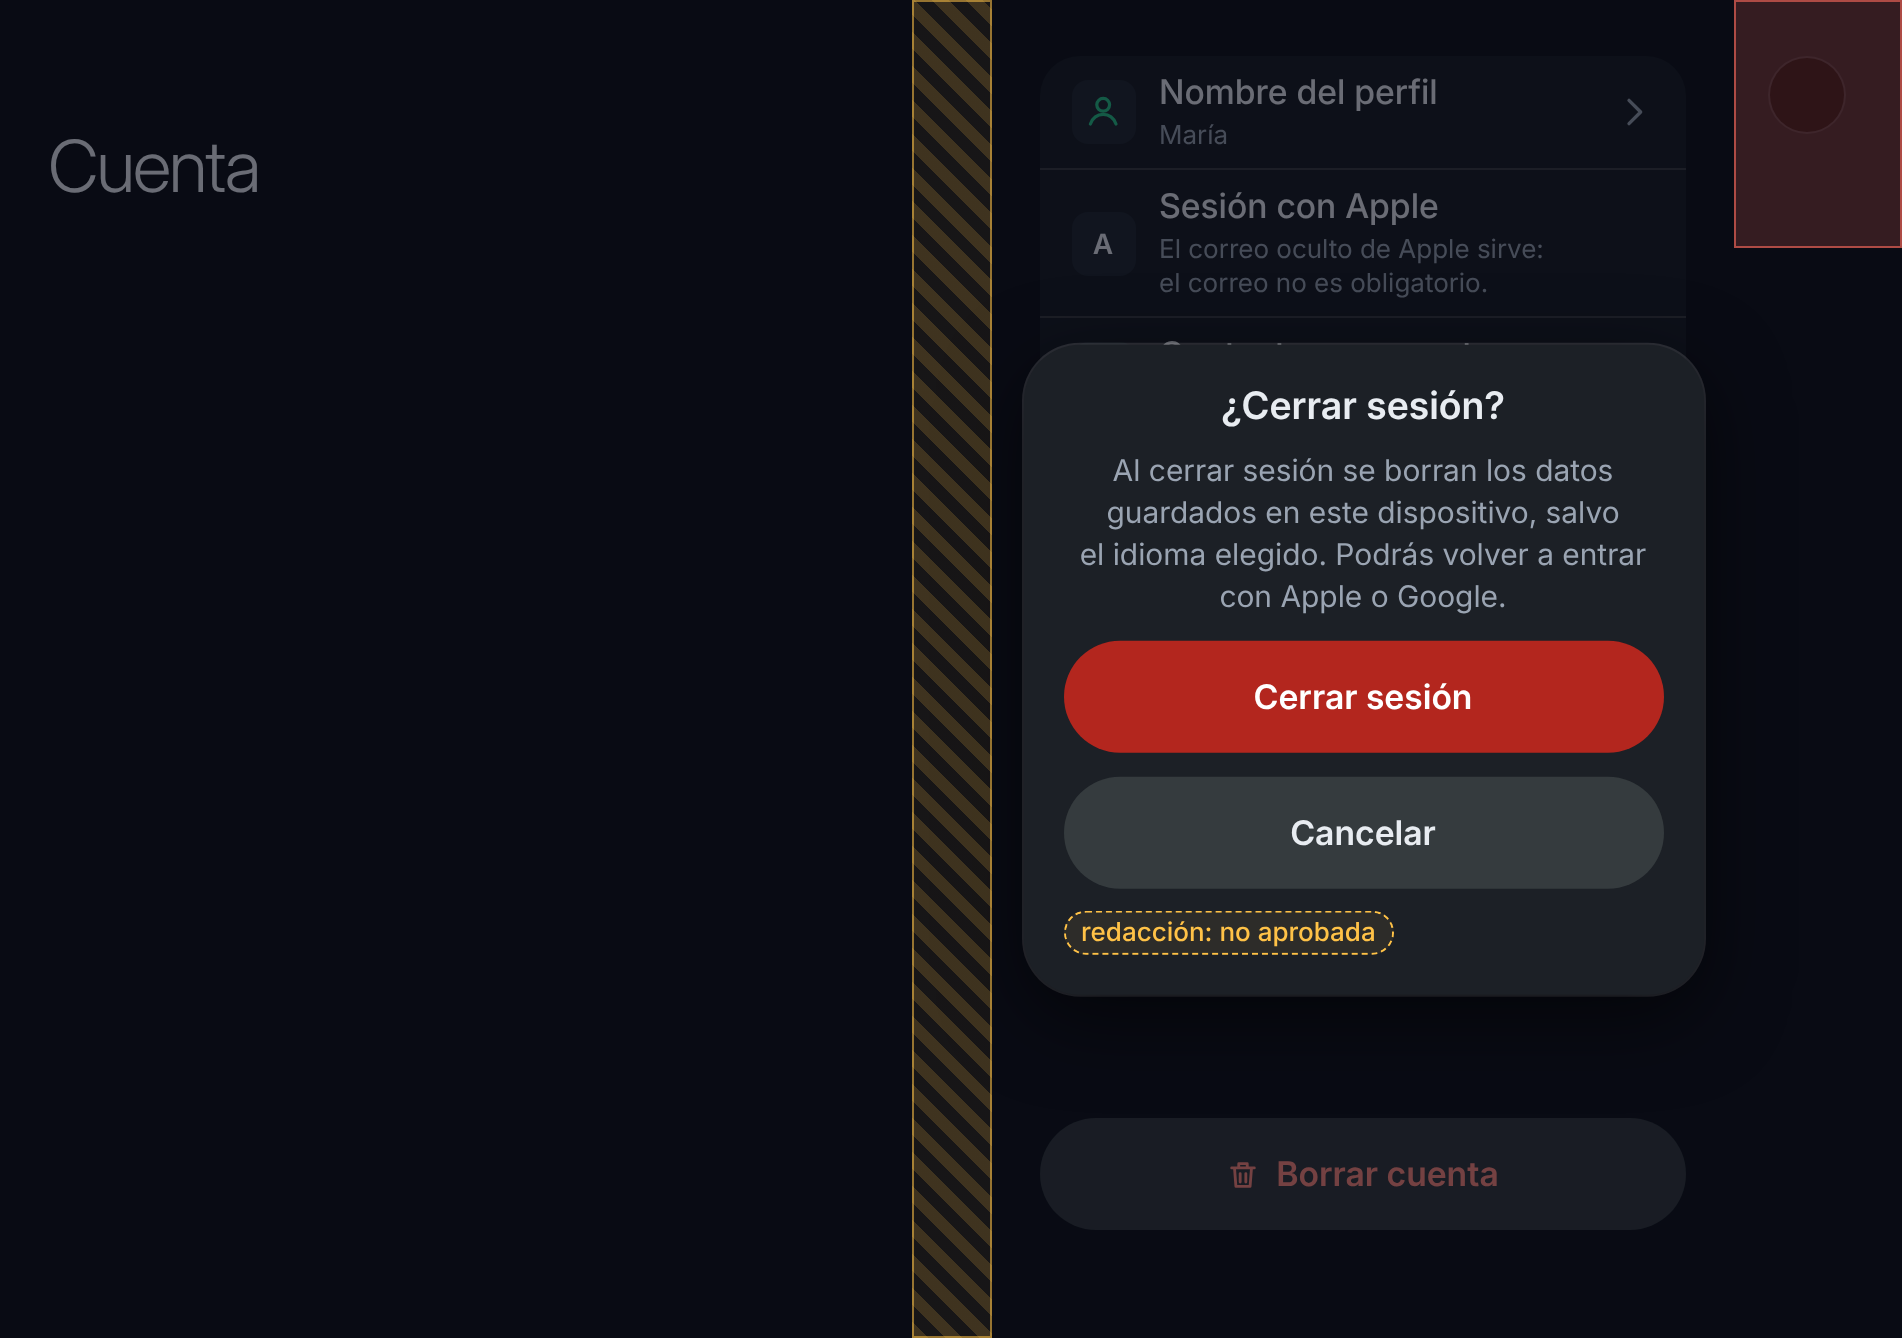 Cuenta
Nombre del perfil
María
A
Sesión con Apple
El correo oculto de Apple sirve:
el correo no es obligatorio.
¿Cerrar sesión?
Al cerrar sesión se borran los datos
guardados en este dispositivo, salvo
el idioma elegido. Podrás volver a entrar
con Apple o Google.
Cerrar sesión
Cancelar
redacción: no aprobada
Borrar cuenta